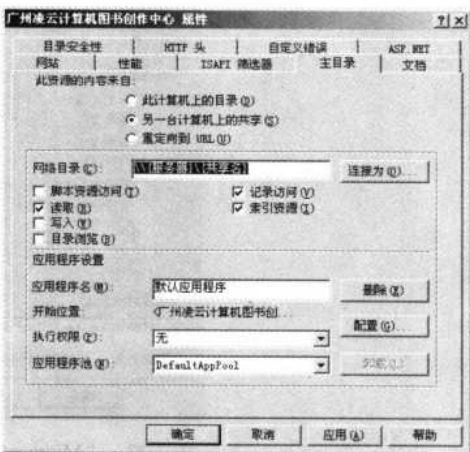 广州凌云计算机图书创作中心 属性
目录安全性 HTTP 头 自定义错误 ASP.NET
网站 性能 ISAPI 筛选器 主目录 文档
此资源的内容来自:
此计算机上的目录(D)
另一台计算机上的共享(S)
重定向到 URL(U)
网络目录(C): \\{服务器}\{共享名} 连接为(O)...
脚本资源访问(T) 记录访问(V)
读取(R) 索引资源(I)
写入(W)
目录浏览(B)
应用程序设置
应用程序名(M): 默认应用程序 删除(E)
开始位置: <广州凌云计算机图书创...
配置(G)...
执行权限(P): 无
应用程序池(N): DefaultAppPool 卸载(L)
确定 取消 应用(A) 帮助